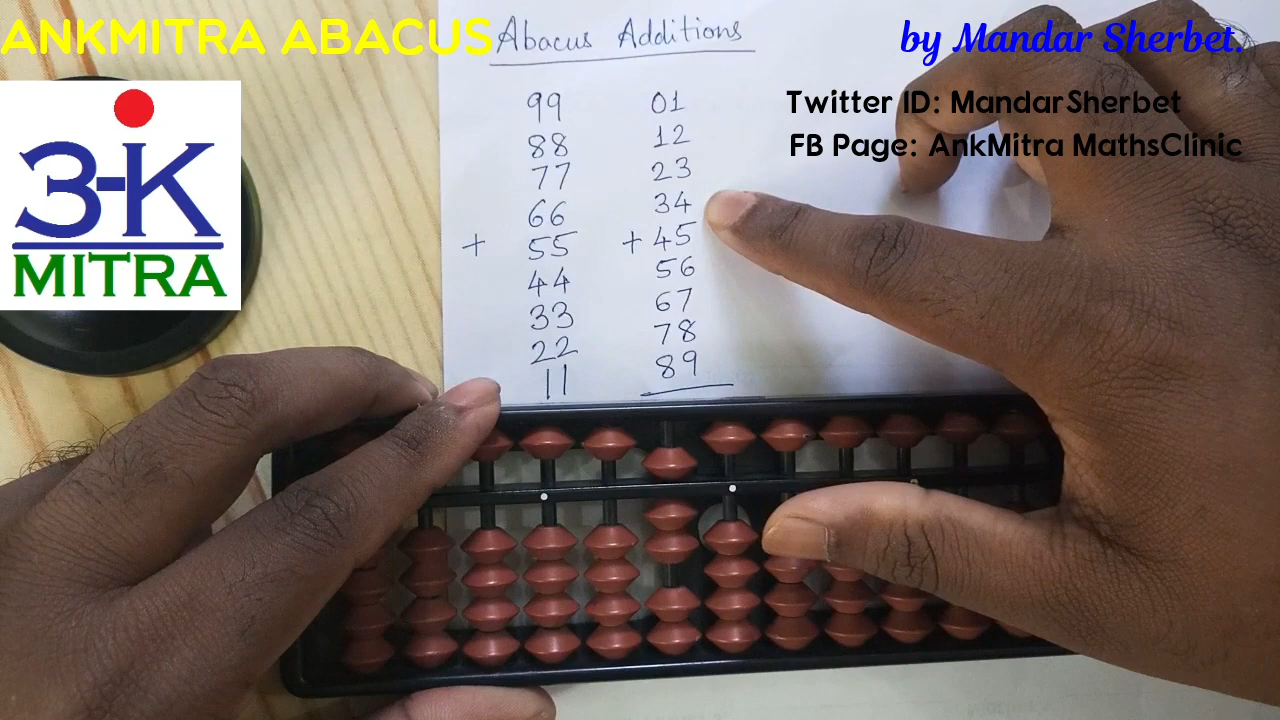 ANKMITRA ABACUS
by Mandar Sherbet.
Abacus Additions
Twitter ID: MandarSherbet
FB Page: AnkMitra MathsClinic
3-K
MITRA
99 01
88 12
77 23
66 34
+ 55 + 45
44 56
33 67
22 78
11 89